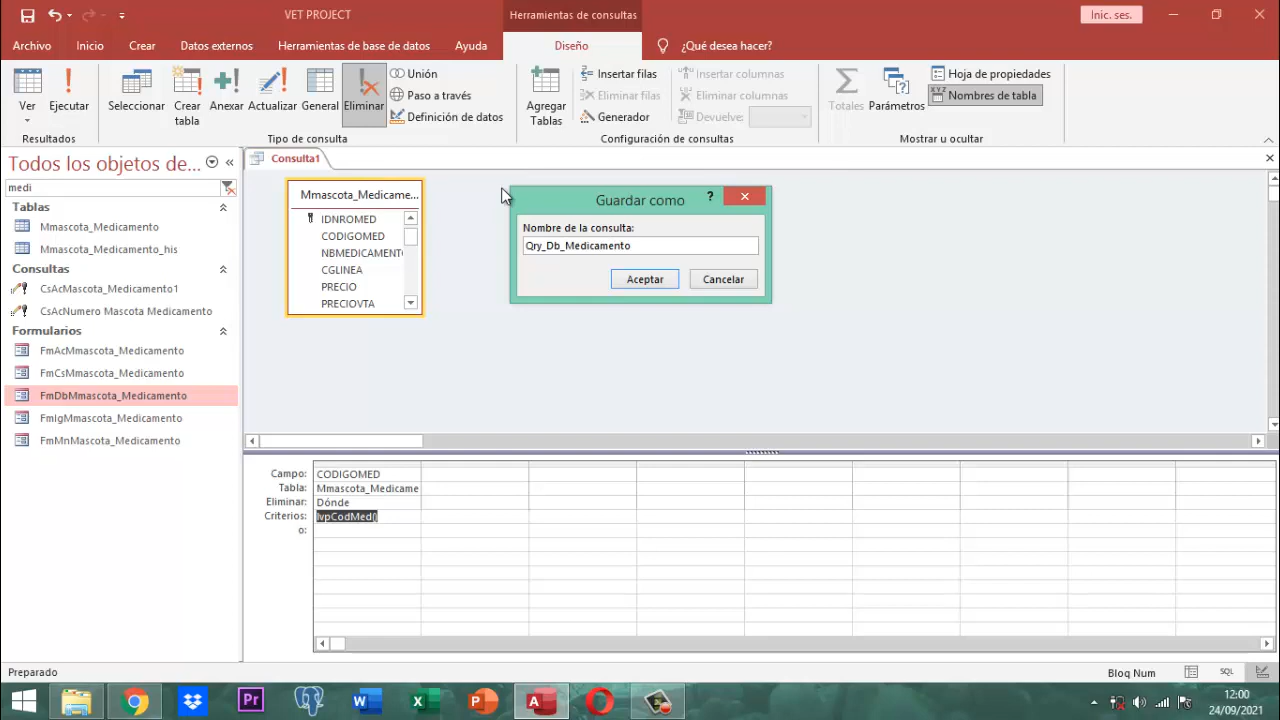 VET PROJECT
Herramientas de consultas
Inic. ses.
Archivo
Inicio
Crear
Datos externos
Herramientas de base de datos
Ayuda
Diseño
¿Qué desea hacer?
Ver
Ejecutar
Seleccionar
Crear tabla
Anexar
Actualizar
General
Eliminar
Unión
Paso a través
Definición de datos
Agregar Tablas
Insertar filas
Eliminar filas
Generador
Insertar columnas
Eliminar columnas
Devuelve:
Totales
Parámetros
Hoja de propiedades
Nombres de tabla
Resultados
Tipo de consulta
Configuración de consultas
Mostrar u ocultar
Todos los objetos de...
medi
Tablas
Mmascota_Medicamento
Mmascota_Medicamento_his
Consultas
CsAcMascota_Medicamento1
CsAcNumero Mascota Medicamento
Formularios
FmAcMmascota_Medicamento
FmCsMmascota_Medicamento
FmDbMmascota_Medicamento
FmIgMmascota_Medicamento
FmMnMascota_Medicamento
Consulta1
Mmascota_Medicame...
IDNROMED
CODIGOMED
NBMEDICAMENTO
CGLINEA
PRECIO
PRECIOVTA
Guardar como
?
Nombre de la consulta:
Qry_Db_Medicamento
Aceptar
Cancelar
Campo: CODIGOMED
Tabla: Mmascota_Medicame
Eliminar: Dónde
Criterios: lvpCodMed()
o:
Preparado
Bloq Num
SQL
12:00
24/09/2021